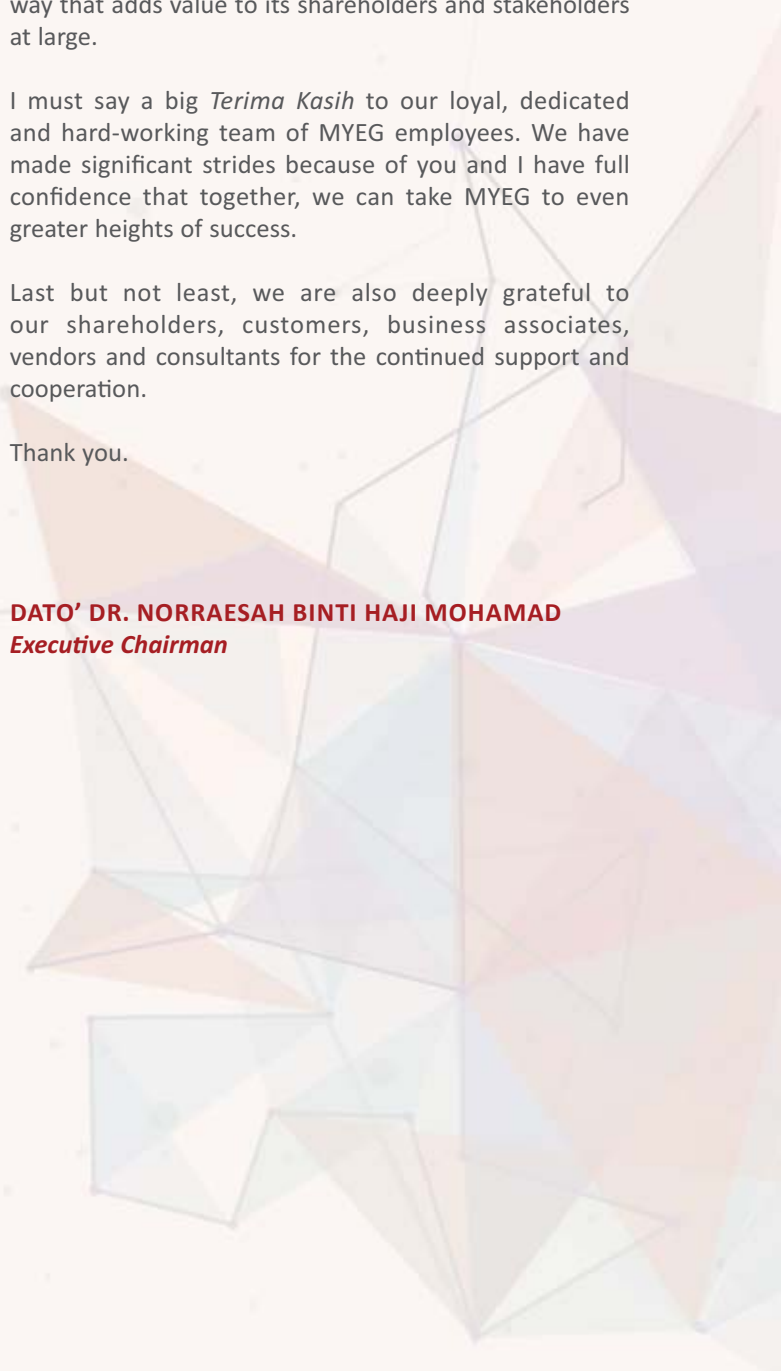 way that adds value to its shareholders and stakeholders
at large.
I must say a big Terima Kasih to our loyal, dedicated
and hard-working team of MYEG employees. We have
made significant strides because of you and I have full
confidence that together, we can take MYEG to even
greater heights of success.
Last but not least, we are also deeply grateful to
our shareholders, customers, business associates,
vendors and consultants for the continued support and
cooperation.
Thank you.
DATO’ DR. NORRAESAH BINTI HAJI MOHAMAD
Executive Chairman